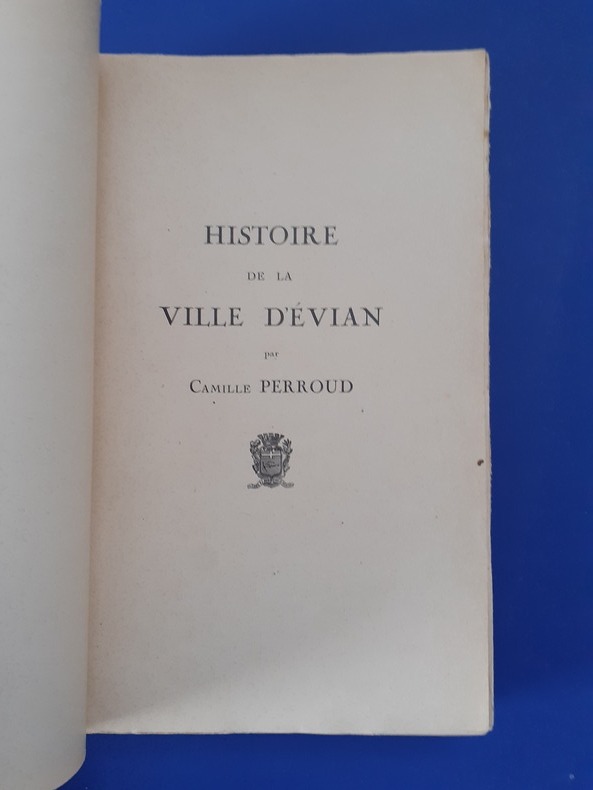 HISTOIRE
DE LA
VILLE D'ÉVIAN
par
CAMILLE PERROUD